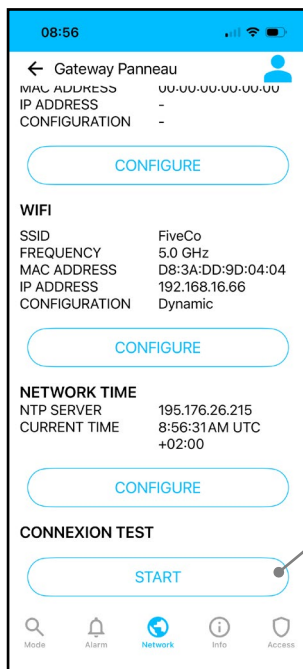 08:56
Gateway Panneau
MAC ADDRESS 00:00:00:00:00:00
IP ADDRESS -
CONFIGURATION -
CONFIGURE
WIFI
SSID FiveCo
FREQUENCY 5.0 GHz
MAC ADDRESS D8:3A:DD:9D:04:04
IP ADDRESS 192.168.16.66
CONFIGURATION Dynamic
CONFIGURE
NETWORK TIME
NTP SERVER 195.176.26.215
CURRENT TIME 8:56:31 AM UTC
+02:00
CONFIGURE
CONNEXION TEST
START
Mode Alarm Network Info Access